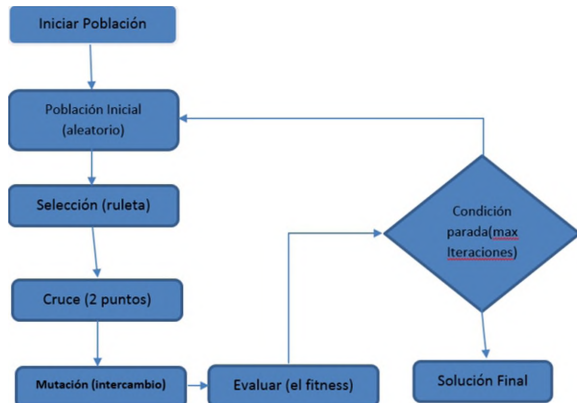 Iniciar Población
Población Inicial
(aleatorio)
Selección (ruleta)
Cruce (2 puntos)
Mutación (intercambio)
Evaluar (el fitness)
Condición
parada(max
Iteraciones)
Solución Final